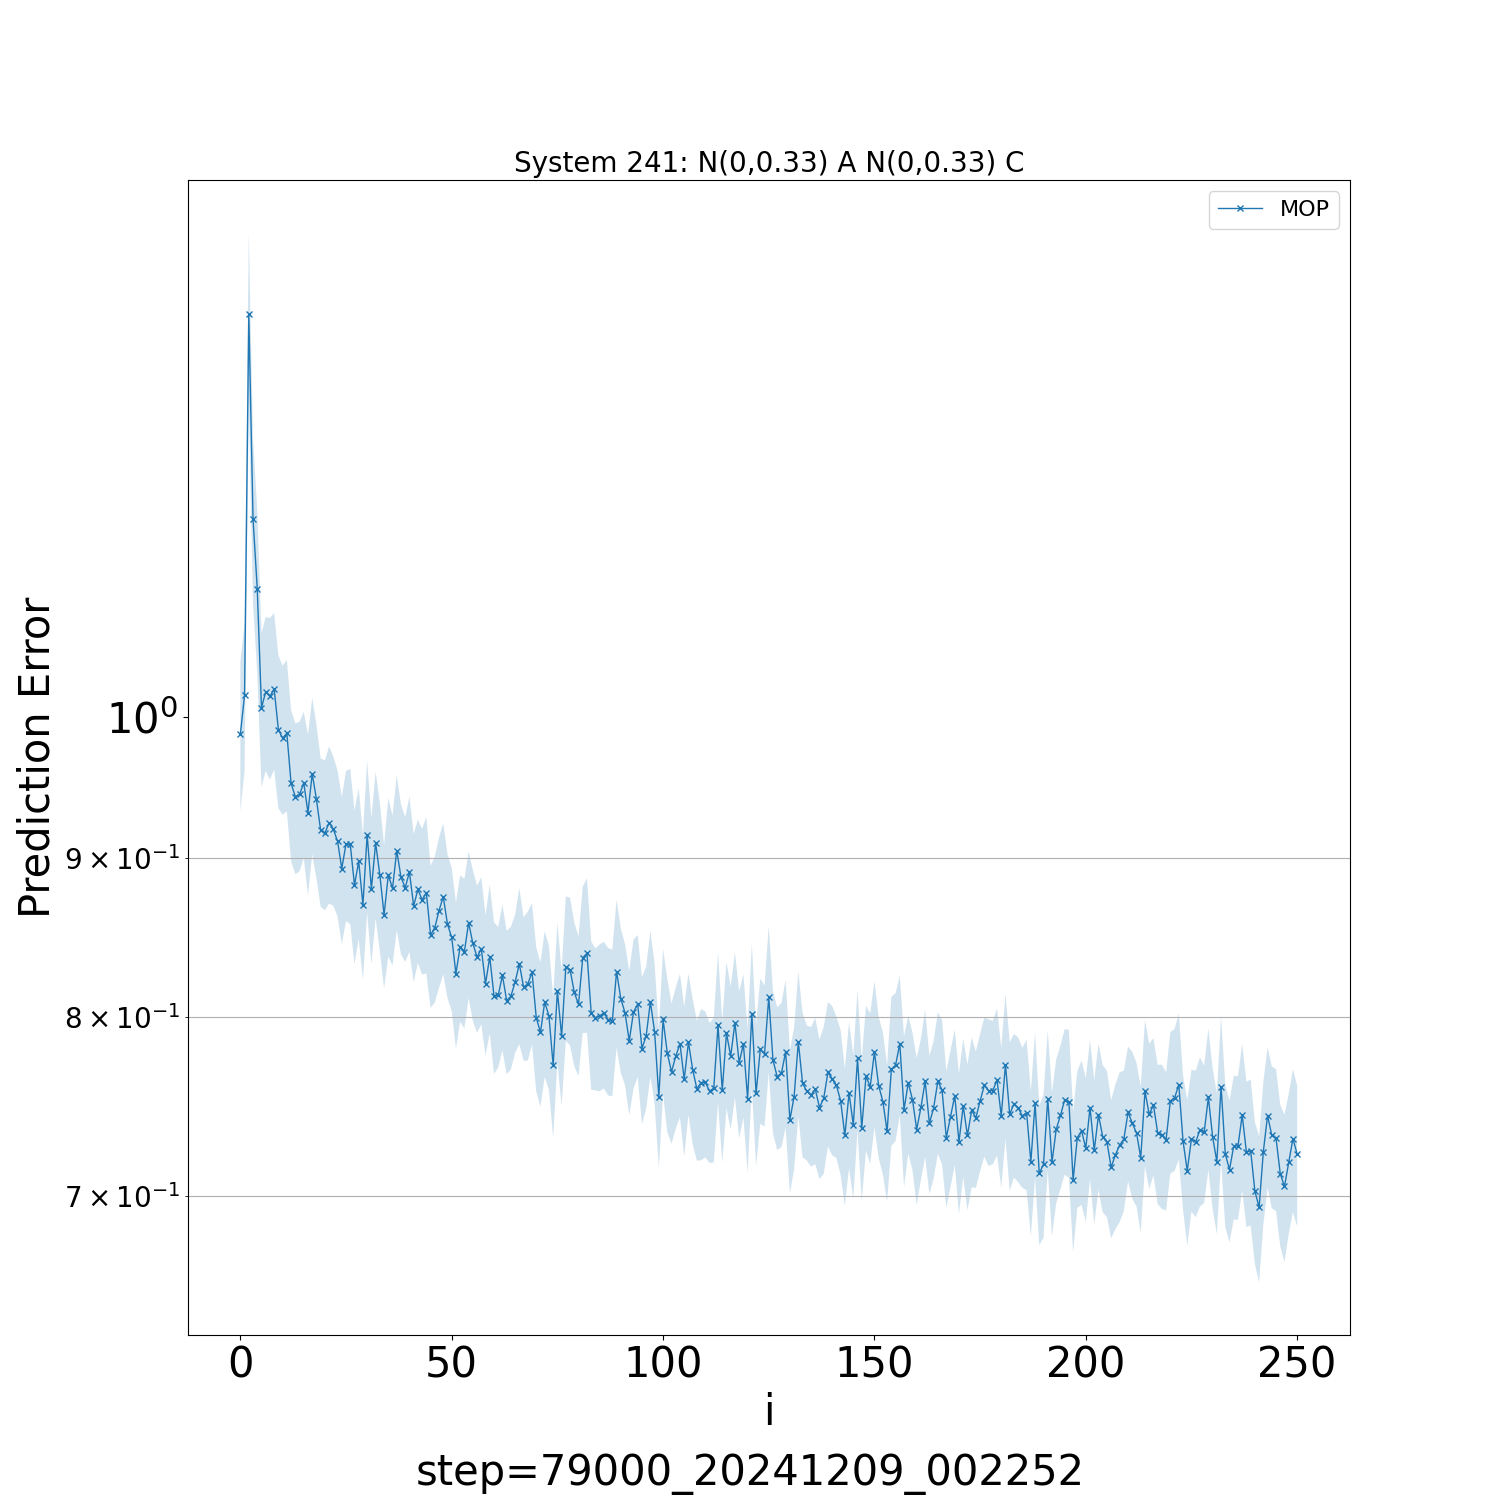 System 241: N(0,0.33) A N(0,0.33) C
MOP
Prediction Error
10⁰
9 × 10⁻¹
8 × 10⁻¹
7 × 10⁻¹
0 50 100 150 200 250
i
step=79000_20241209_002252